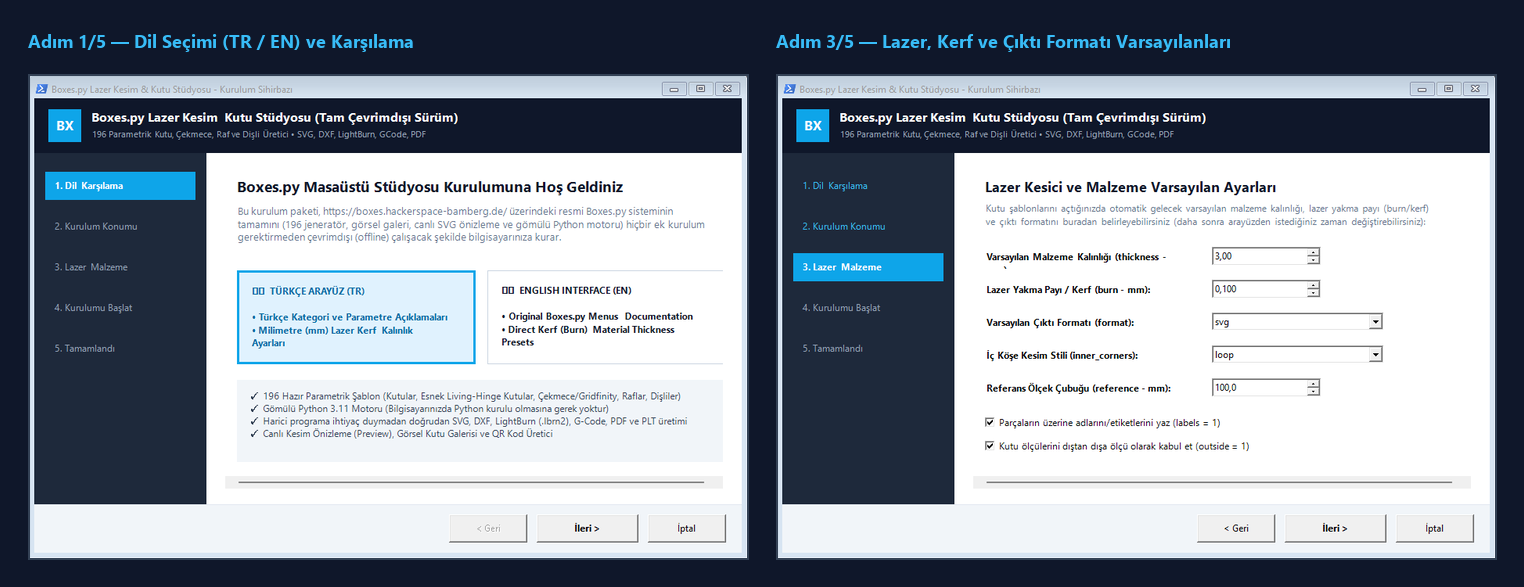 Adım 1/5 — Dil Seçimi (TR / EN) ve Karşılama
Boxes.py Lazer Kesim & Kutu Stüdyosu - Kurulum Sihirbazı
BX
Boxes.py Lazer Kesim Kutu Stüdyosu (Tam Çevrimdışı Sürüm)
196 Parametrik Kutu, Çekmece, Raf ve Dişli Üretici • SVG, DXF, LightBurn, GCode, PDF
1. Dil Karşılama
2. Kurulum Konumu
3. Lazer Malzeme
4. Kurulumu Başlat
5. Tamamlandı
Boxes.py Masaüstü Stüdyosu Kurulumuna Hoş Geldiniz
Bu kurulum paketi, https://boxes.hackerspace-bamberg.de/ üzerindeki resmi Boxes.py sisteminin
tamamını (196 jeneratör, görsel galeri, canlı SVG önizleme ve gömülü Python motoru) hiçbir ek kurulum
gerektirmeden çevrimdışı (offline) çalışacak şekilde bilgisayarınıza kurar.
TÜRKÇE ARAYÜZ (TR)
• Türkçe Kategori ve Parametre Açıklamaları
• Milimetre (mm) Lazer Kerf Kalınlık
Ayarları
ENGLISH INTERFACE (EN)
• Original Boxes.py Menus Documentation
• Direct Kerf (Burn) Material Thickness
Presets
✓ 196 Hazır Parametrik Şablon (Kutular, Esnek Living-Hinge Kutular, Çekmece/Gridfinity, Raflar, Dişliler)
✓ Gömülü Python 3.11 Motoru (Bilgisayarınızda Python kurulu olmasına gerek yoktur)
✓ Harici programa ihtiyaç duymadan doğrudan SVG, DXF, LightBurn (.lbrn2), G-Code, PDF ve PLT üretimi
✓ Canlı Kesim Önizleme (Preview), Görsel Kutu Galerisi ve QR Kod Üretici
< Geri
İleri >
İptal
Adım 3/5 — Lazer, Kerf ve Çıktı Formatı Varsayılanları
Boxes.py Lazer Kesim & Kutu Stüdyosu - Kurulum Sihirbazı
BX
Boxes.py Lazer Kesim Kutu Stüdyosu (Tam Çevrimdışı Sürüm)
196 Parametrik Kutu, Çekmece, Raf ve Dişli Üretici • SVG, DXF, LightBurn, GCode, PDF
1. Dil Karşılama
2. Kurulum Konumu
3. Lazer Malzeme
4. Kurulumu Başlat
5. Tamamlandı
Lazer Kesici ve Malzeme Varsayılan Ayarları
Kutu şablonlarını açtığınızda otomatik gelecek varsayılan malzeme kalınlığı, lazer yakma payı (burn/kerf)
ve çıktı formatını buradan belirleyebilirsiniz (daha sonra arayüzden istediğiniz zaman değiştirebilirsiniz):
Varsayılan Malzeme Kalınlığı (thickness -
3,00
Lazer Yakma Payı / Kerf (burn - mm):
0,100
Varsayılan Çıktı Formatı (format):
svg
İç Köşe Kesim Stili (inner_corners):
loop
Referans Ölçek Çubuğu (reference - mm):
100,0
Parçaların üzerine adlarını/etiketlerini yaz (labels = 1)
Kutu ölçülerini dıştan dışa ölçü olarak kabul et (outside = 1)
< Geri
İleri >
İptal